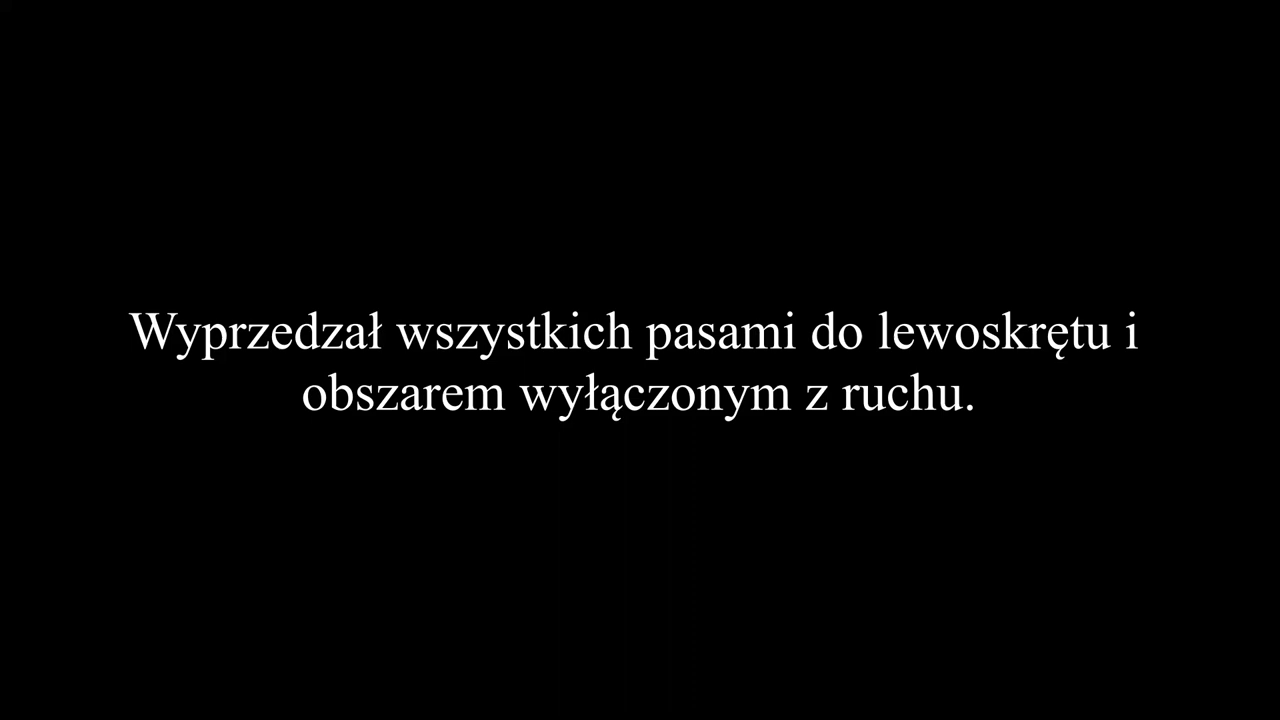 Wyprzedzał wszystkich pasami do lewoskrętu i
obszarem wyłączonym z ruchu.